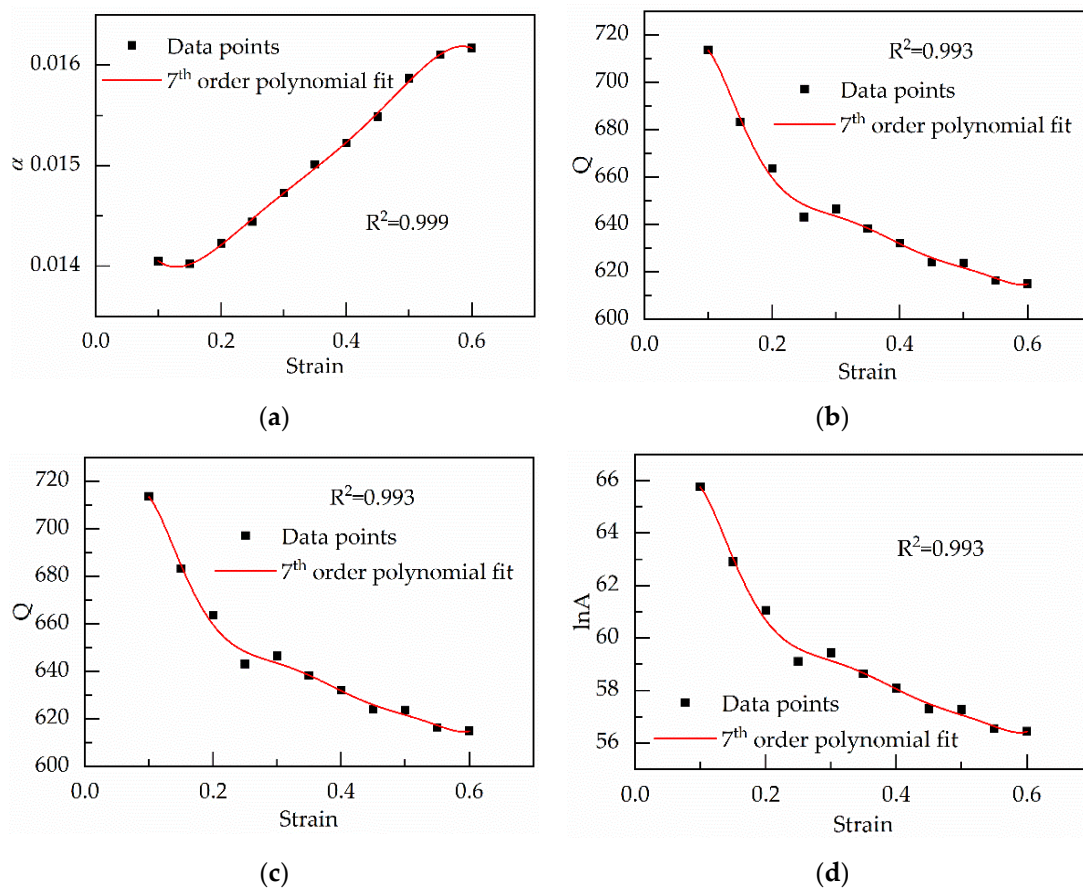 Data points
7th order polynomial fit
R2=0.999
α
0.016
0.015
0.014
0.0 0.2 0.4 0.6
Strain
(a)
R2=0.993
Data points
7th order polynomial fit
Q
720
700
680
660
640
620
600
0.0 0.2 0.4 0.6
Strain
(b)
R2=0.993
Data points
7th order polynomial fit
Q
720
700
680
660
640
620
600
0.0 0.2 0.4 0.6
Strain
(c)
R2=0.993
Data points
7th order polynomial fit
lnA
66
64
62
60
58
56
0.0 0.2 0.4 0.6
Strain
(d)